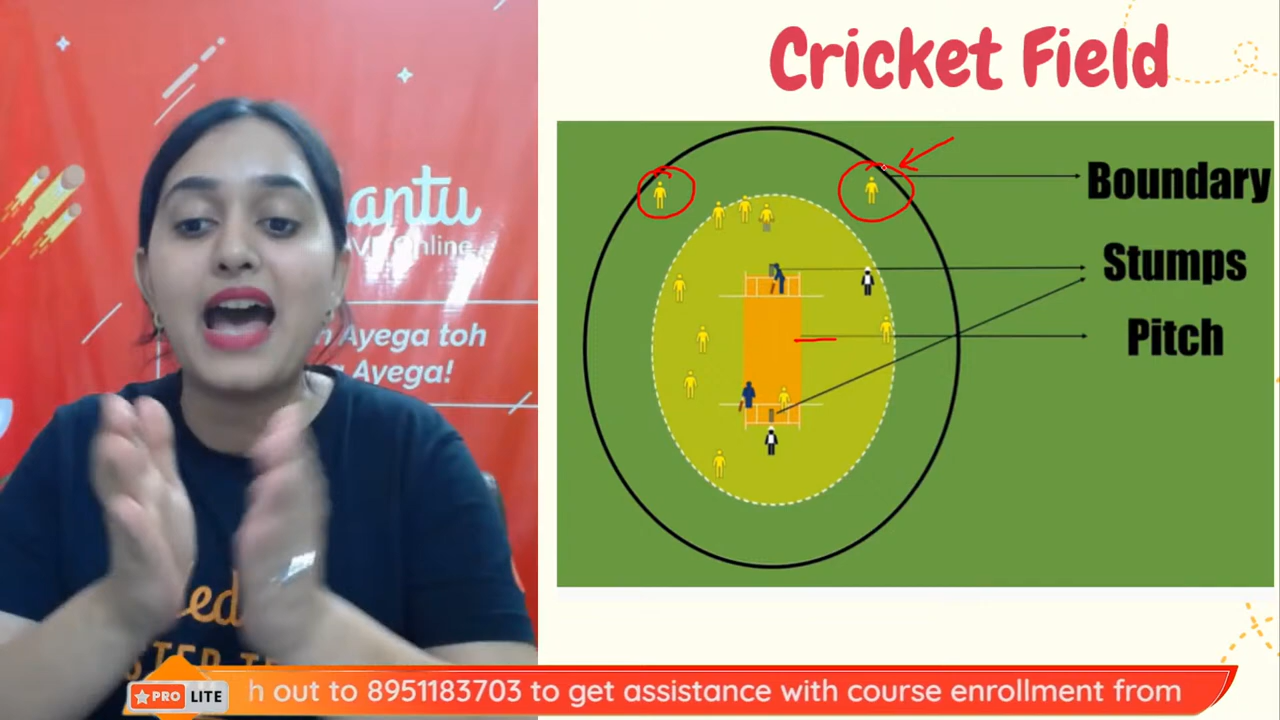 Cricket Field
antu
Online
Ayega toh
Ayega!
Boundary
Stumps
Pitch
PRO LITE
h out to 8951183703 to get assistance with course enrollment from